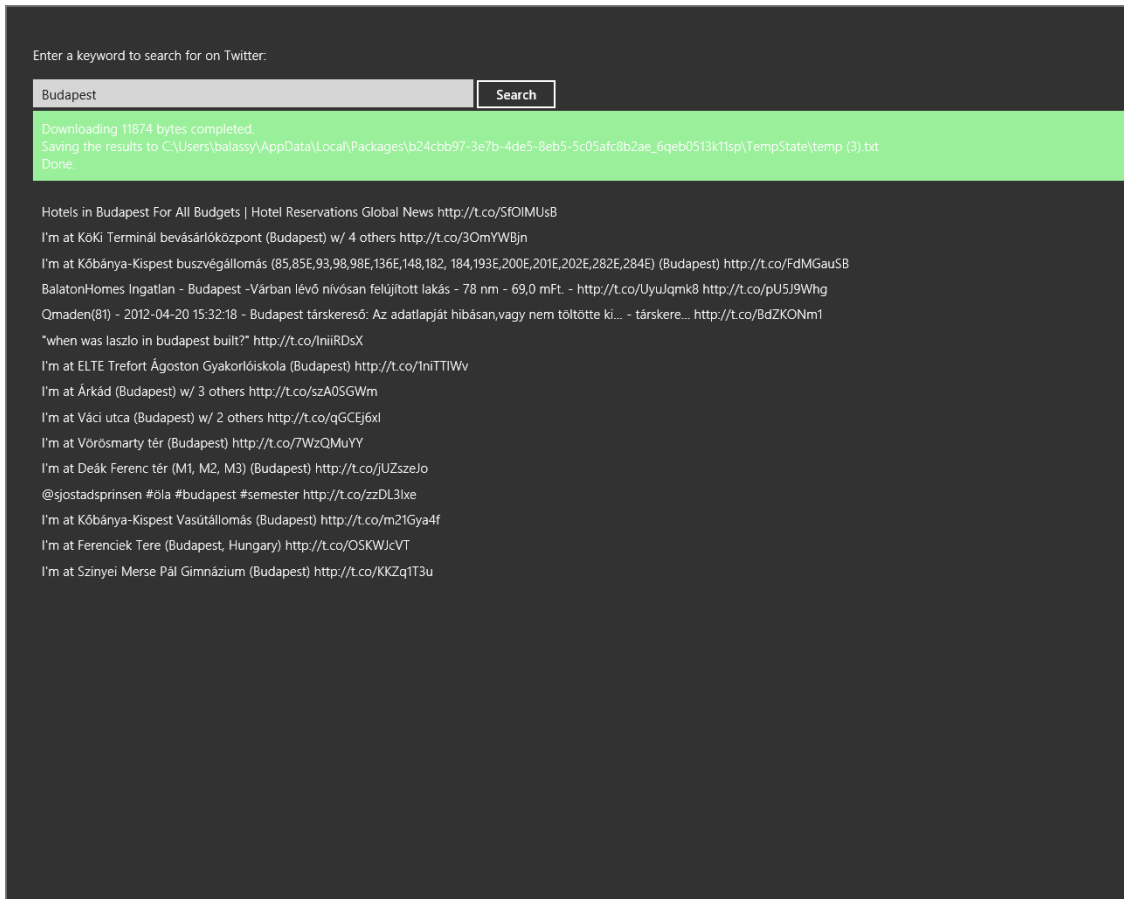 Enter a keyword to search for on Twitter:
Budapest
Search
Downloading 11874 bytes completed.
Saving the results to C:\Users\balassy\AppData\Local\Packages\b24cbb97-3e7b-4de5-8eb5-5c05afc8b2ae_6qeb0513k11sp\TempState\temp (3).txt
Done.
Hotels in Budapest For All Budgets | Hotel Reservations Global News http://t.co/SfOlMUsB
I'm at KöKi Terminál bevásárlóközpont (Budapest) w/ 4 others http://t.co/3OmYWBjn
I'm at Kőbánya-Kispest buszvégállomás (85,85E,93,98,98E,136E,148,182, 184,193E,200E,201E,202E,282E,284E) (Budapest) http://t.co/FdMGauSB
BalatonHomes Ingatlan - Budapest -Várban lévő nívósan felújított lakás - 78 nm - 69,0 mFt. - http://t.co/UyuJqmk8 http://t.co/pU5J9Whg
Qmaden(81) - 2012-04-20 15:32:18 - Budapest társkereső: Az adatlapját hibásan,vagy nem töltötte ki... - társkere... http://t.co/BdZKONm1
"when was laszlo in budapest built?" http://t.co/IniiRDsX
I'm at ELTE Trefort Ágoston Gyakorlóiskola (Budapest) http://t.co/1niTTIWv
I'm at Árkád (Budapest) w/ 3 others http://t.co/szA0SGWm
I'm at Váci utca (Budapest) w/ 2 others http://t.co/qGCEj6xl
I'm at Vörösmarty tér (Budapest) http://t.co/7WzQMuYY
I'm at Deák Ferenc tér (M1, M2, M3) (Budapest) http://t.co/jUZszeJo
@sjostadsprinsen #öla #budapest #semester http://t.co/zzDL3Ixe
I'm at Kőbánya-Kispest Vasútállomás (Budapest) http://t.co/m21Gya4f
I'm at Ferenciek Tere (Budapest, Hungary) http://t.co/OSKWJcVT
I'm at Szinyei Merse Pál Gimnázium (Budapest) http://t.co/KKZq1T3u